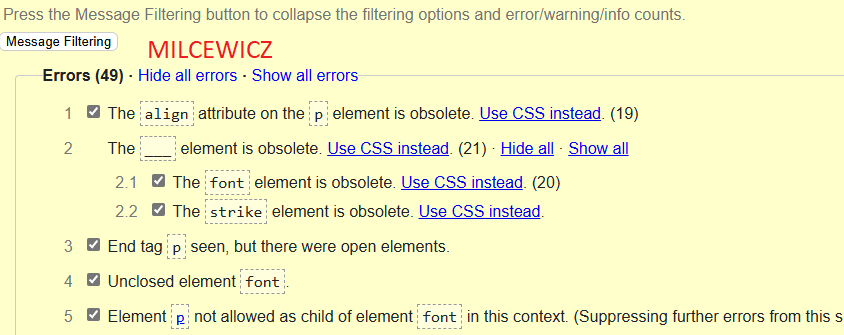 Press the Message Filtering button to collapse the filtering options and error/warning/info counts.
Message Filtering
MILCEWICZ
Errors (49) · Hide all errors · Show all errors
1 The align attribute on the p element is obsolete. Use CSS instead. (19)
2 The ___ element is obsolete. Use CSS instead. (21) · Hide all · Show all
2.1 The font element is obsolete. Use CSS instead. (20)
2.2 The strike element is obsolete. Use CSS instead.
3 End tag p seen, but there were open elements.
4 Unclosed element font.
5 Element p not allowed as child of element font in this context. (Suppressing further errors from this s